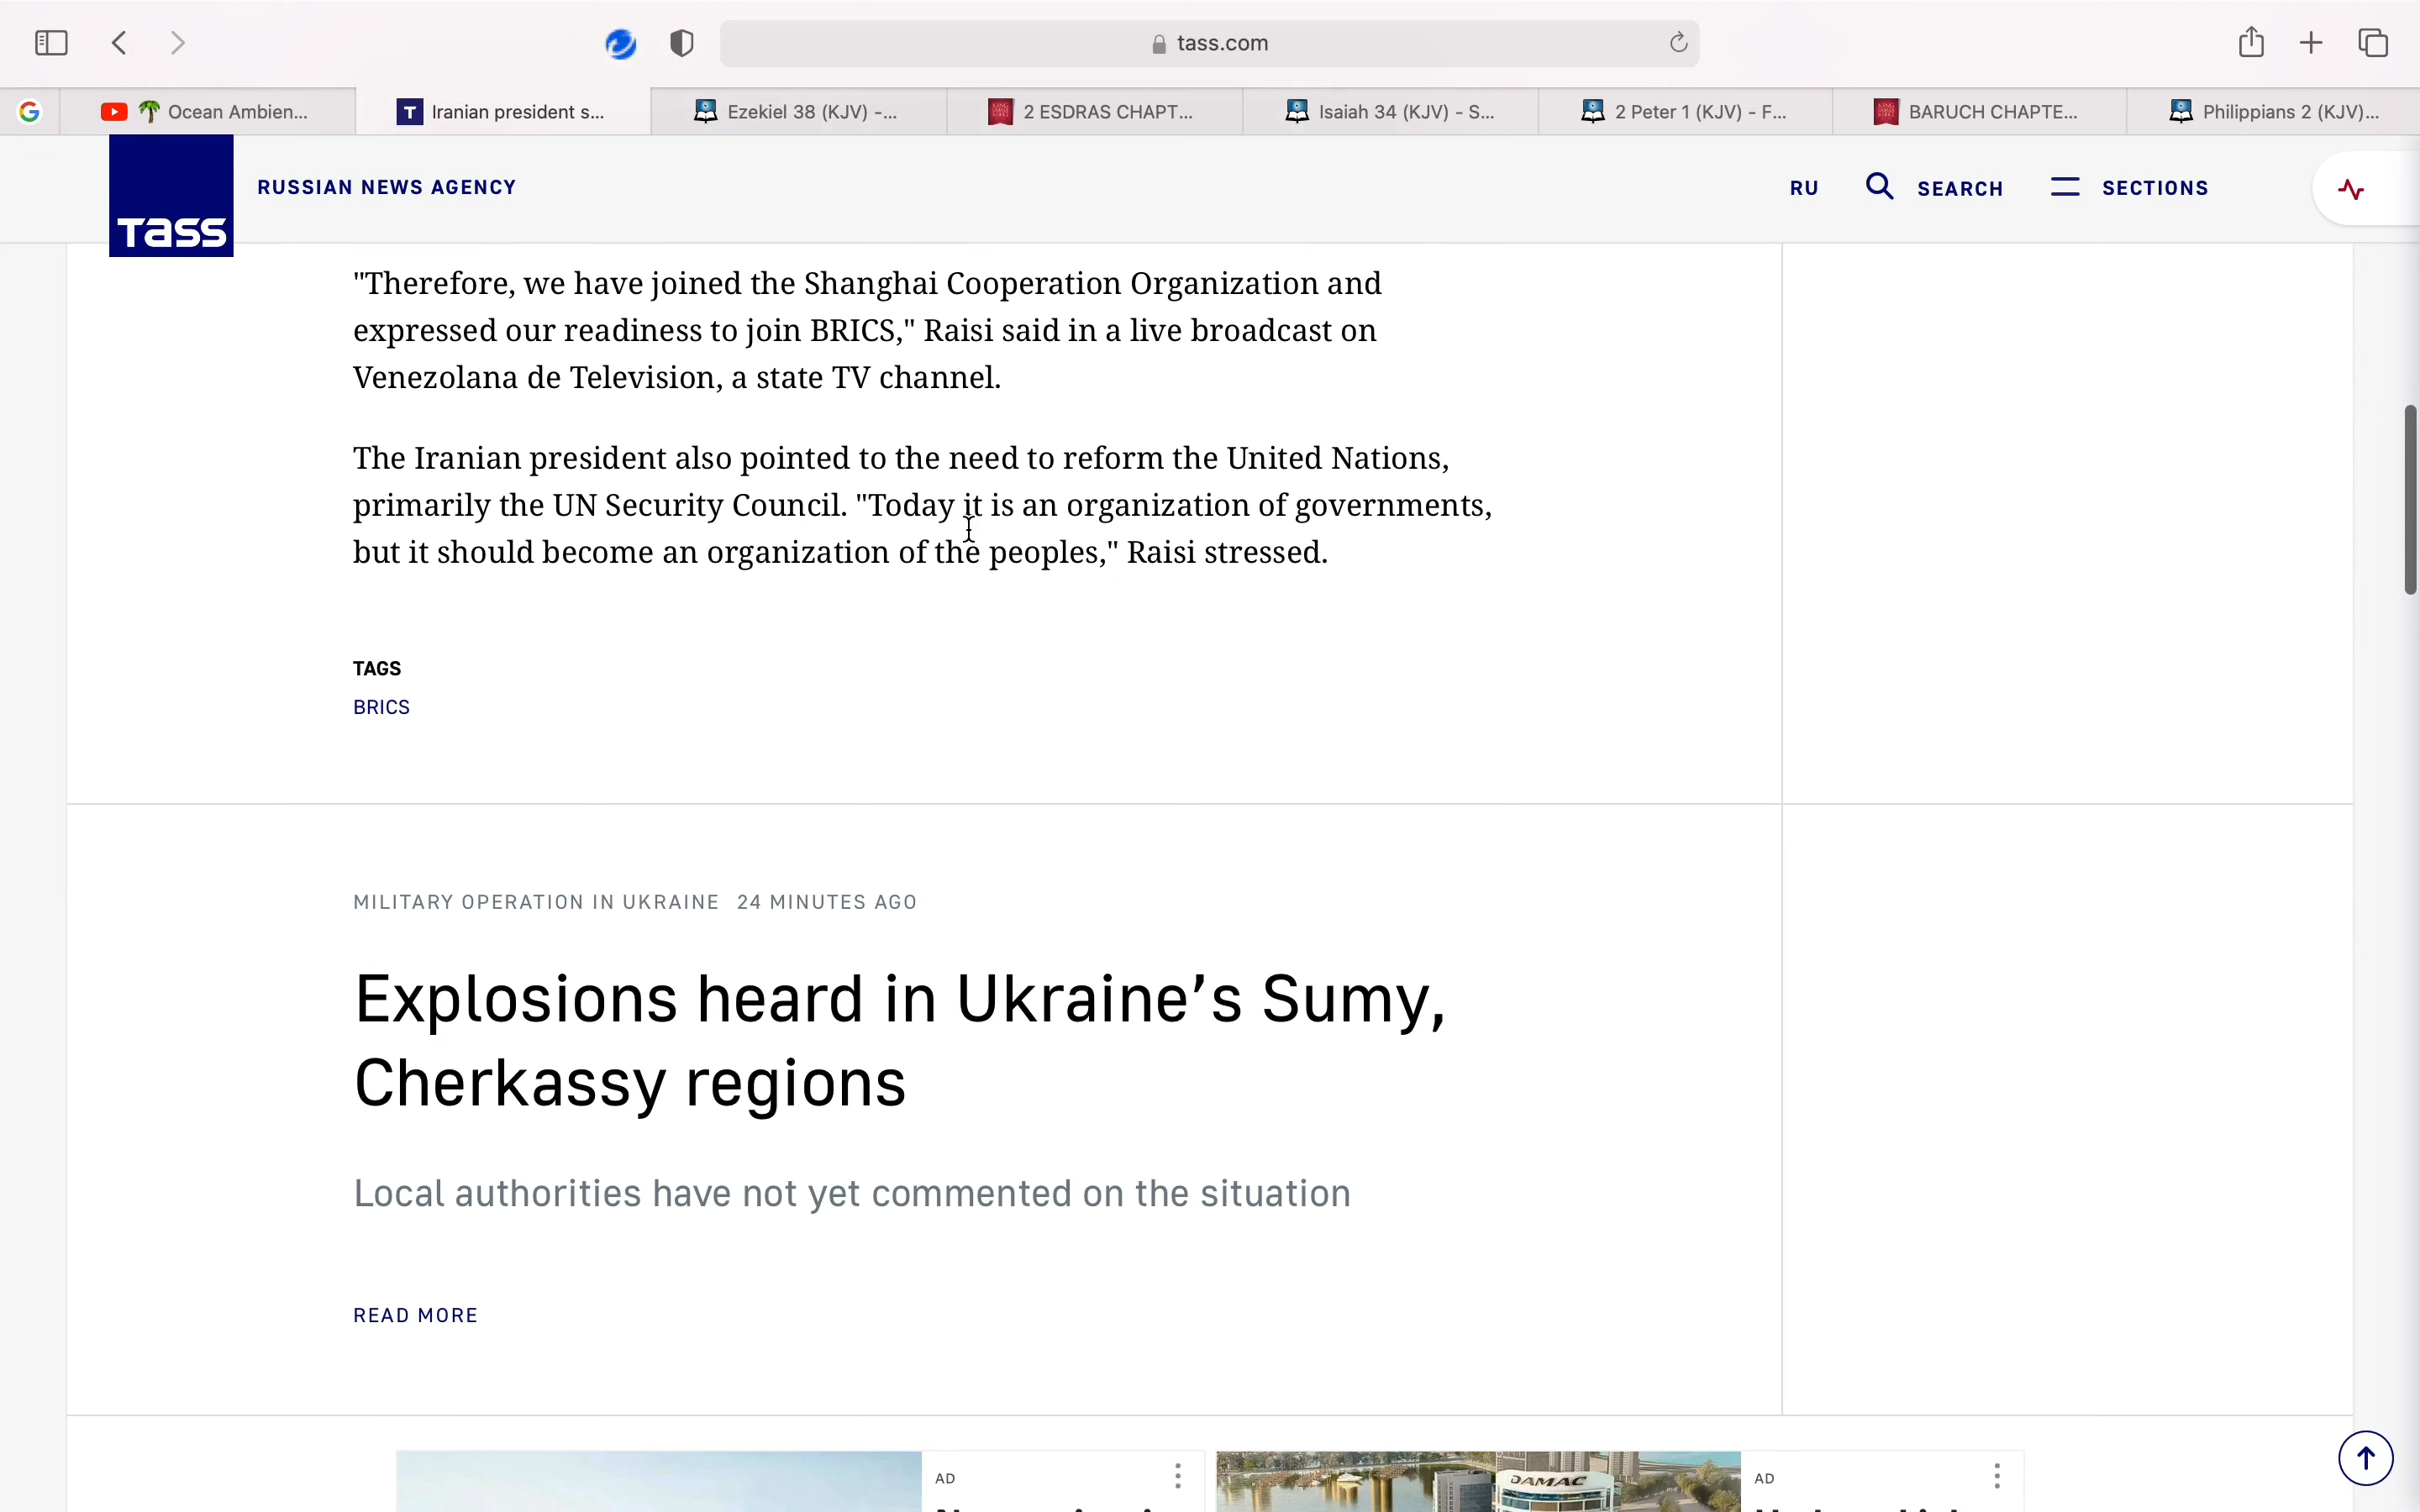 tass.com
Ocean Ambien...
Iranian president s...
Ezekiel 38 (KJV) -...
2 ESDRAS CHAPT...
Isaiah 34 (KJV) - S...
2 Peter 1 (KJV) - F...
BARUCH CHAPTE...
Philippians 2 (KJV)...
Tass
RUSSIAN NEWS AGENCY
RU
SEARCH
SECTIONS
"Therefore, we have joined the Shanghai Cooperation Organization and
expressed our readiness to join BRICS," Raisi said in a live broadcast on
Venezolana de Television, a state TV channel.
The Iranian president also pointed to the need to reform the United Nations,
primarily the UN Security Council. "Today it is an organization of governments,
but it should become an organization of the peoples," Raisi stressed.
TAGS
BRICS
MILITARY OPERATION IN UKRAINE 24 MINUTES AGO
Explosions heard in Ukraine’s Sumy,
Cherkassy regions
Local authorities have not yet commented on the situation
READ MORE
AD
DAMAC
AD